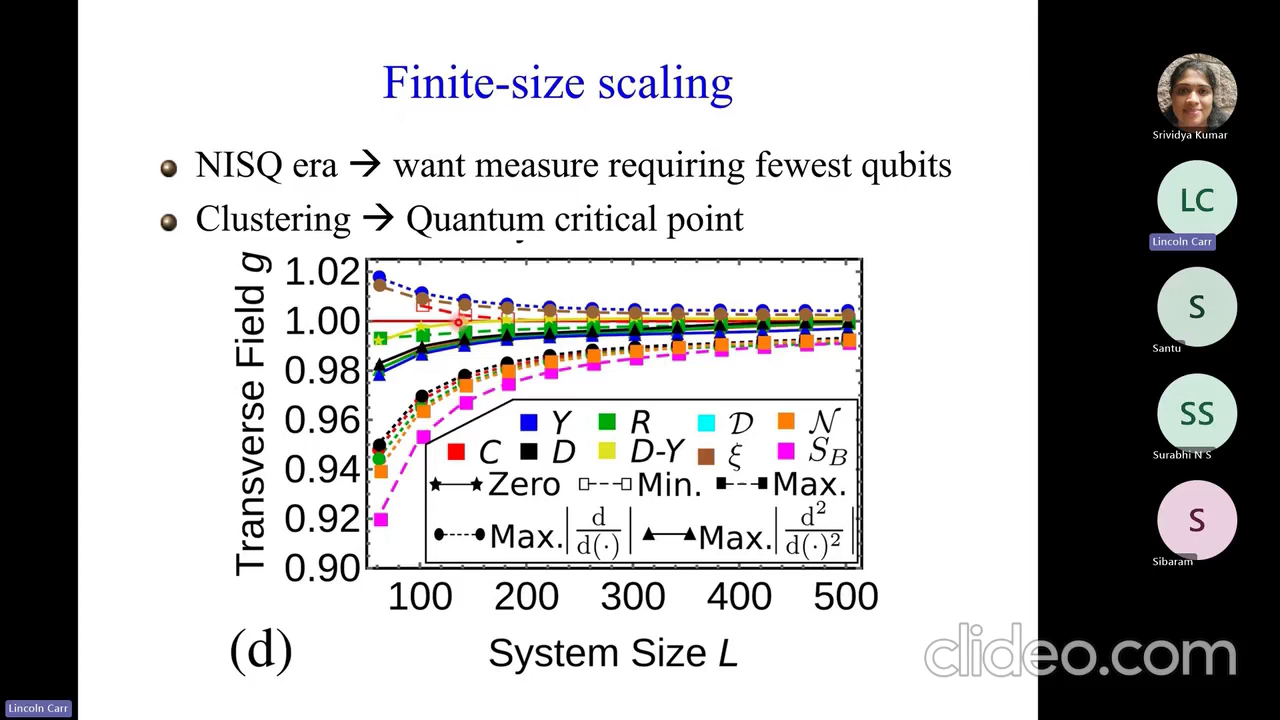 Finite-size scaling
NISQ era → want measure requiring fewest qubits
Clustering → Quantum critical point
Transverse Field g
1.02
1.00
0.98
0.96
0.94
0.92
0.90
Y R 𝒟 𝒩
C D D-Y ξ S_B
Zero Min. Max.
Max.|d/d(·)| Max.|d²/d(·)²|
100 200 300 400 500
System Size L
(d)
clideo.com
Srividya Kumar
LC
Lincoln Carr
S
Santu
SS
Surabhi N S
S
Sibaram
Lincoln Carr